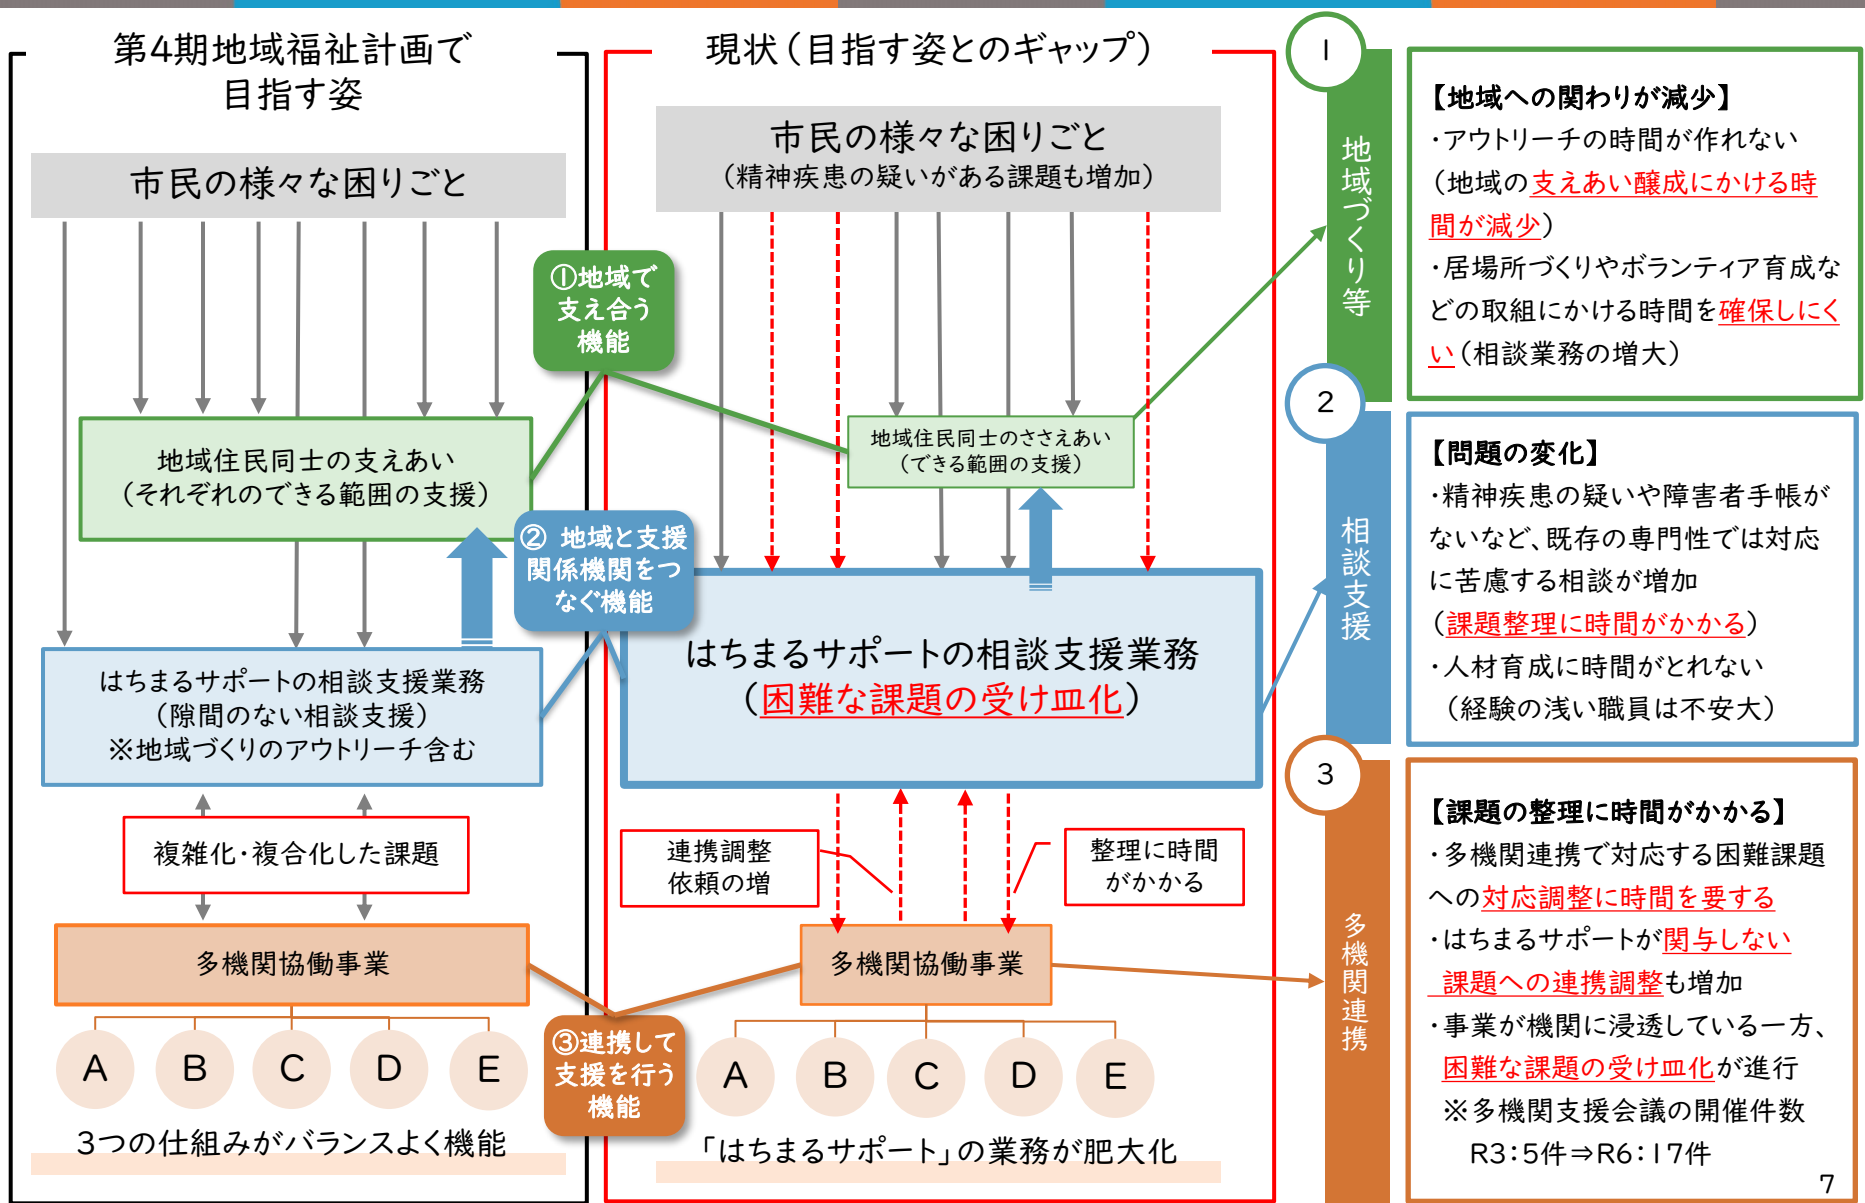 第4期地域福祉計画で
目指す姿
市民の様々な困りごと
地域住民同士の支えあい
（それぞれのできる範囲の支援）
はちまるサポートの相談支援業務
（隙間のない相談支援）
※地域づくりのアウトリーチ含む
複雑化・複合化した課題
多機関協働事業
A
B
C
D
E
3つの仕組みがバランスよく機能
①地域で
支え合う
機能
② 地域と支援
関係機関をつ
なぐ機能
③連携して
支援を行う
機能
現状（目指す姿とのギャップ）
市民の様々な困りごと
（精神疾患の疑いがある課題も増加）
地域住民同士のささえあい
（できる範囲の支援）
はちまるサポートの相談支援業務
（困難な課題の受け皿化）
連携調整
依頼の増
整理に時間
がかかる
多機関協働事業
A
B
C
D
E
「はちまるサポート」の業務が肥大化
1
地域づくり等
【地域への関わりが減少】
・アウトリーチの時間が作れない
（地域の支えあい醸成にかける時
間が減少）
・居場所づくりやボランティア育成な
どの取組にかける時間を確保しにく
い（相談業務の増大）
2
相談支援
【問題の変化】
・精神疾患の疑いや障害者手帳が
ないなど、既存の専門性では対応
に苦慮する相談が増加
（課題整理に時間がかかる）
・人材育成に時間がとれない
（経験の浅い職員は不安大）
3
多機関連携
【課題の整理に時間がかかる】
・多機関連携で対応する困難課題
への対応調整に時間を要する
・はちまるサポートが関与しない
課題への連携調整も増加
・事業が機関に浸透している一方、
困難な課題の受け皿化が進行
※多機関支援会議の開催件数
R3：5件⇒R6：17件
7